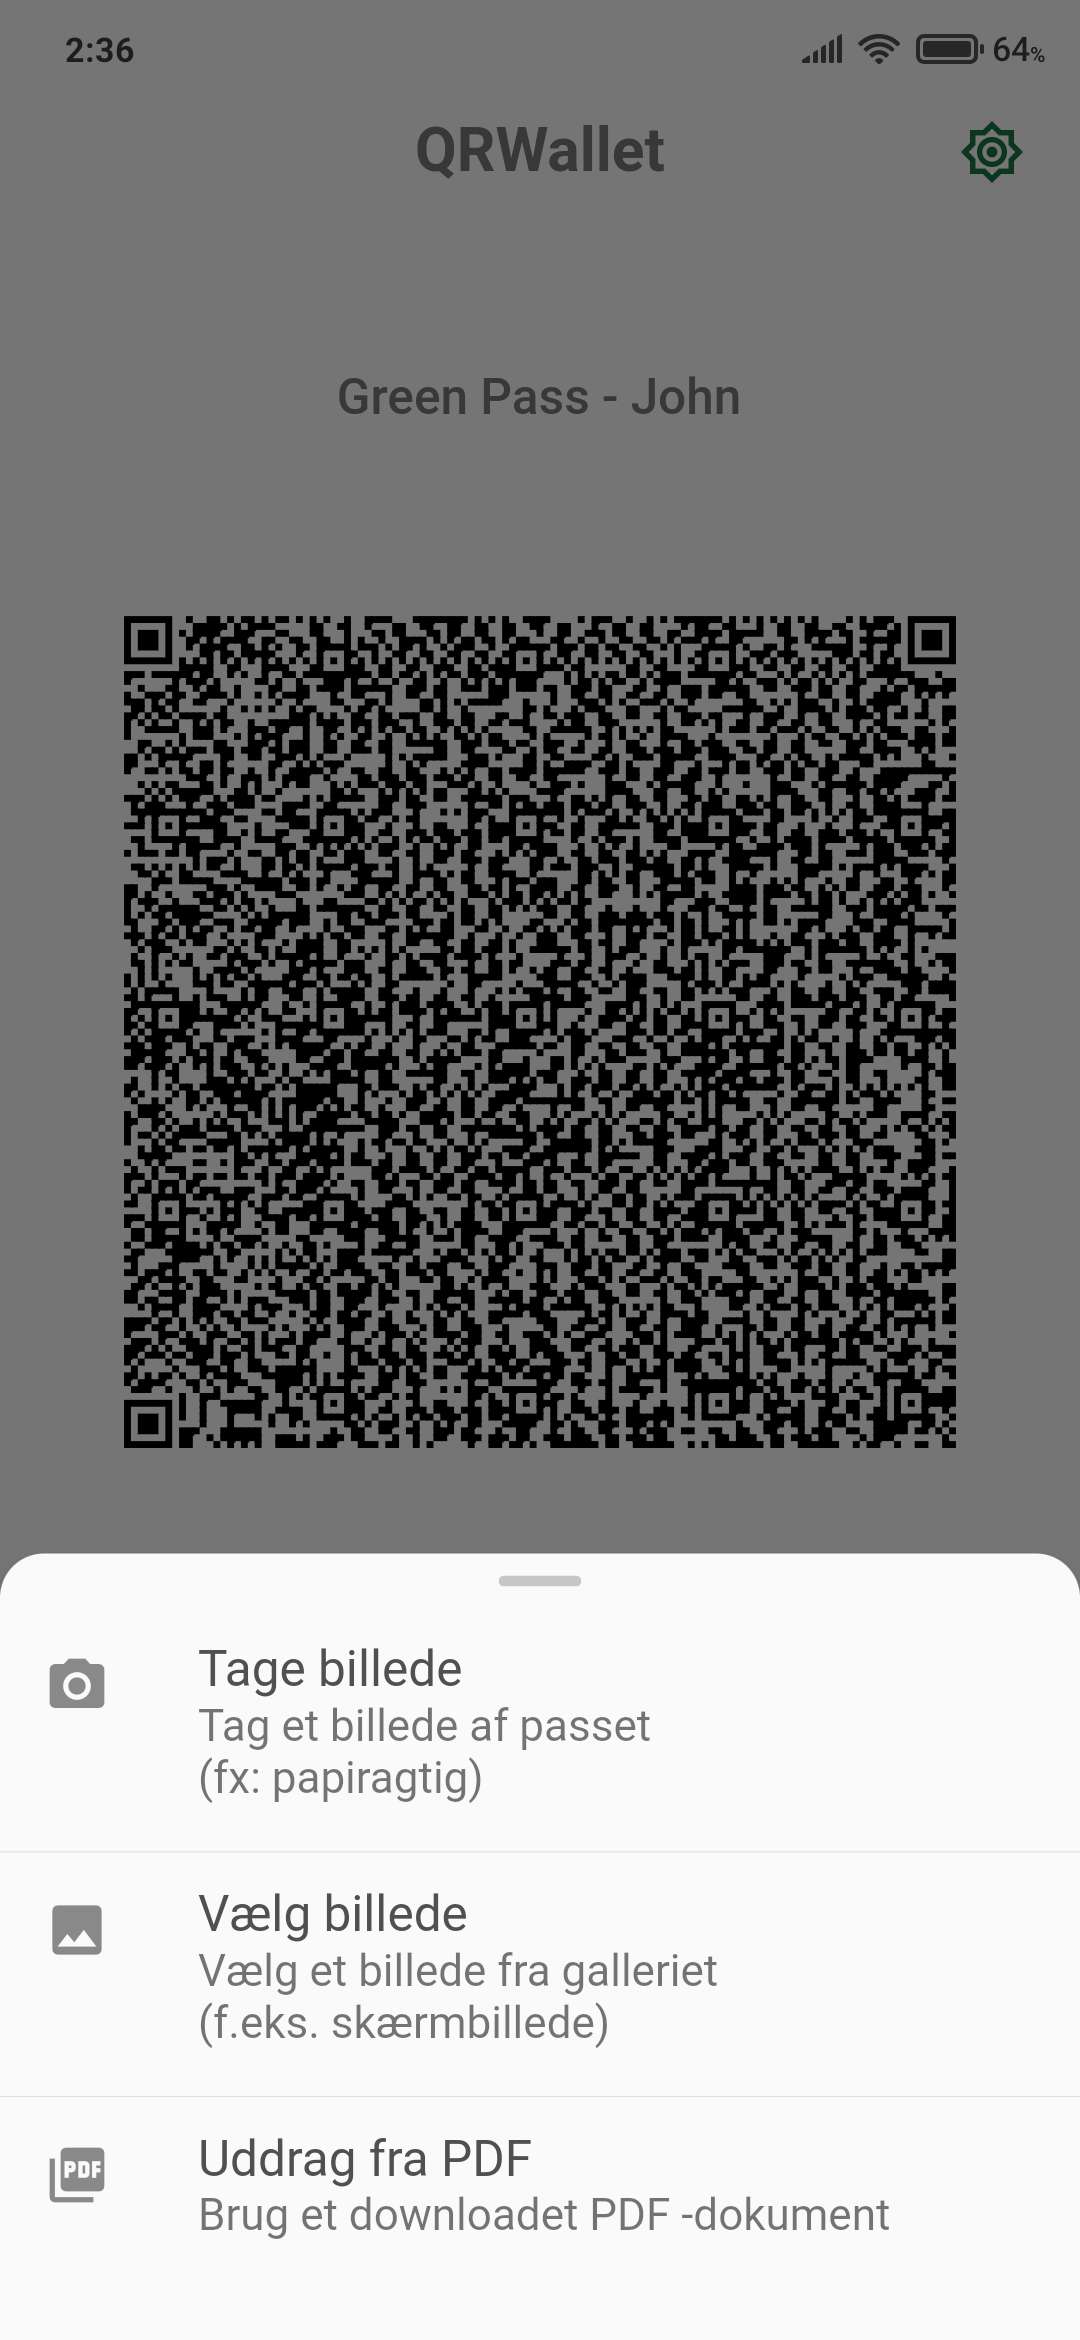 2:36
64%
QRWallet
Green Pass - John
Tage billede
Tag et billede af passet
(fx: papiragtig)
Vælg billede
Vælg et billede fra galleriet
(f.eks. skærmbillede)
PDF
Uddrag fra PDF
Brug et downloadet PDF -dokument